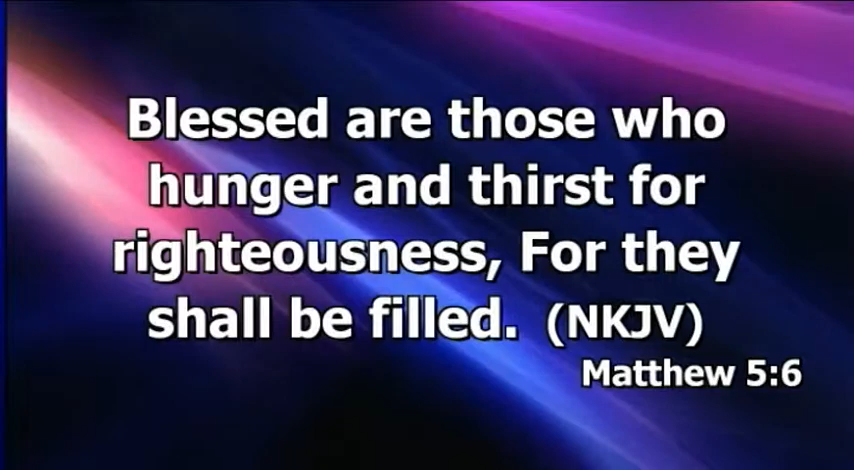 Blessed are those who
hunger and thirst for
righteousness, For they
shall be filled. (NKJV)
Matthew 5:6